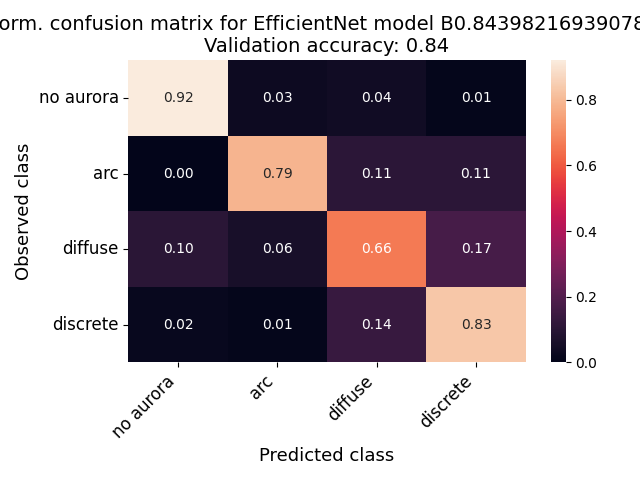 orm. confusion matrix for EfficientNet model B0.84398216939078
Validation accuracy: 0.84
no aurora
0.92 0.03 0.04 0.01
0.8
arc
0.00 0.79 0.11 0.11
0.6
Observed class
0.4
diffuse
0.10 0.06 0.66 0.17
0.2
discrete
0.02 0.01 0.14 0.83
0.0
no aurora
arc
diffuse
discrete
Predicted class